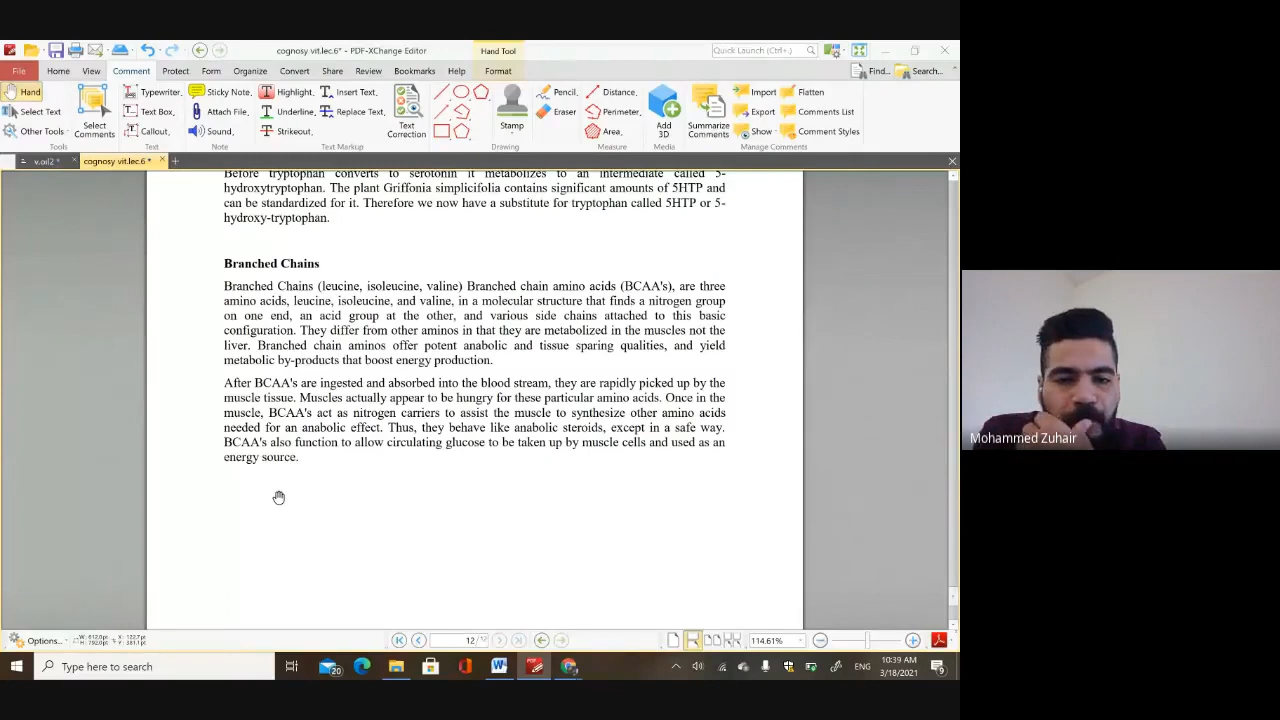 cognosy vit.lec.6* - PDF-XChange Editor
Hand Tool
Quick Launch (Ctrl+.)
File Home View Comment Protect Form Organize Convert Share Review Bookmarks Help Format Find... Search...
Hand
Select Text
Other Tools
Tools
Select Comments
Typewriter
Text Box
Callout
Text
Sticky Note
Attach File
Sound
Note
Highlight
Underline
Strikeout
Insert Text
Replace Text
Text Markup
Text Correction
Stamp
Pencil
Eraser
Drawing
Distance
Perimeter
Area
Measure
Add 3D
Media
Summarize Comments
Import
Export
Show
Flatten
Comments List
Comment Styles
Manage Comments
v.oil2 *
cognosy vit.lec.6 *
Before tryptophan converts to serotonin it metabolizes to an intermediate called 5-
hydroxytryptophan. The plant Griffonia simplicifolia contains significant amounts of 5HTP and
can be standardized for it. Therefore we now have a substitute for tryptophan called 5HTP or 5-
hydroxy-tryptophan.
Branched Chains
Branched Chains (leucine, isoleucine, valine) Branched chain amino acids (BCAA's), are three
amino acids, leucine, isoleucine, and valine, in a molecular structure that finds a nitrogen group
on one end, an acid group at the other, and various side chains attached to this basic
configuration. They differ from other aminos in that they are metabolized in the muscles not the
liver. Branched chain aminos offer potent anabolic and tissue sparing qualities, and yield
metabolic by-products that boost energy production.
After BCAA's are ingested and absorbed into the blood stream, they are rapidly picked up by the
muscle tissue. Muscles actually appear to be hungry for these particular amino acids. Once in the
muscle, BCAA's act as nitrogen carriers to assist the muscle to synthesize other amino acids
needed for an anabolic effect. Thus, they behave like anabolic steroids, except in a safe way.
BCAA's also function to allow circulating glucose to be taken up by muscle cells and used as an
energy source.
Mohammed Zuhair
Options...
12
114.61%
Type here to search
20
ENG
10:39 AM
3/18/2021